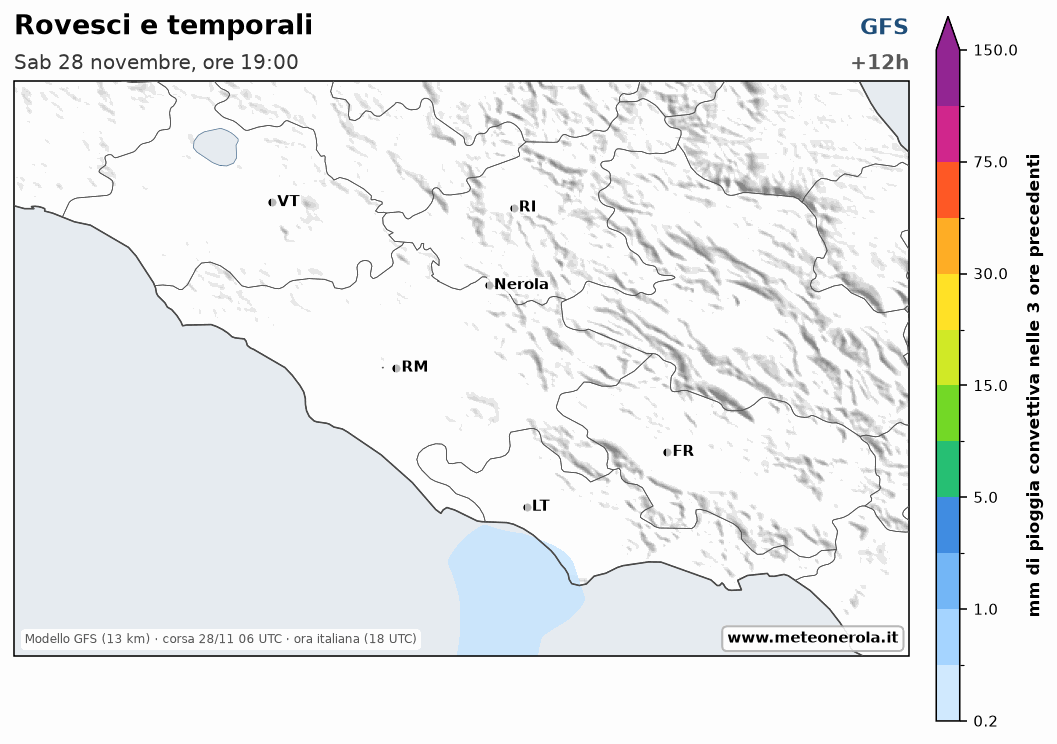 Rovesci e temporali
GFS
Sab 28 novembre, ore 19:00
+12h
150.0
75.0
30.0
15.0
5.0
1.0
0.2
mm di pioggia convettiva nelle 3 ore precedenti
VT
RI
Nerola
RM
FR
LT
Modello GFS (13 km) · corsa 28/11 06 UTC · ora italiana (18 UTC)
www.meteonerola.it